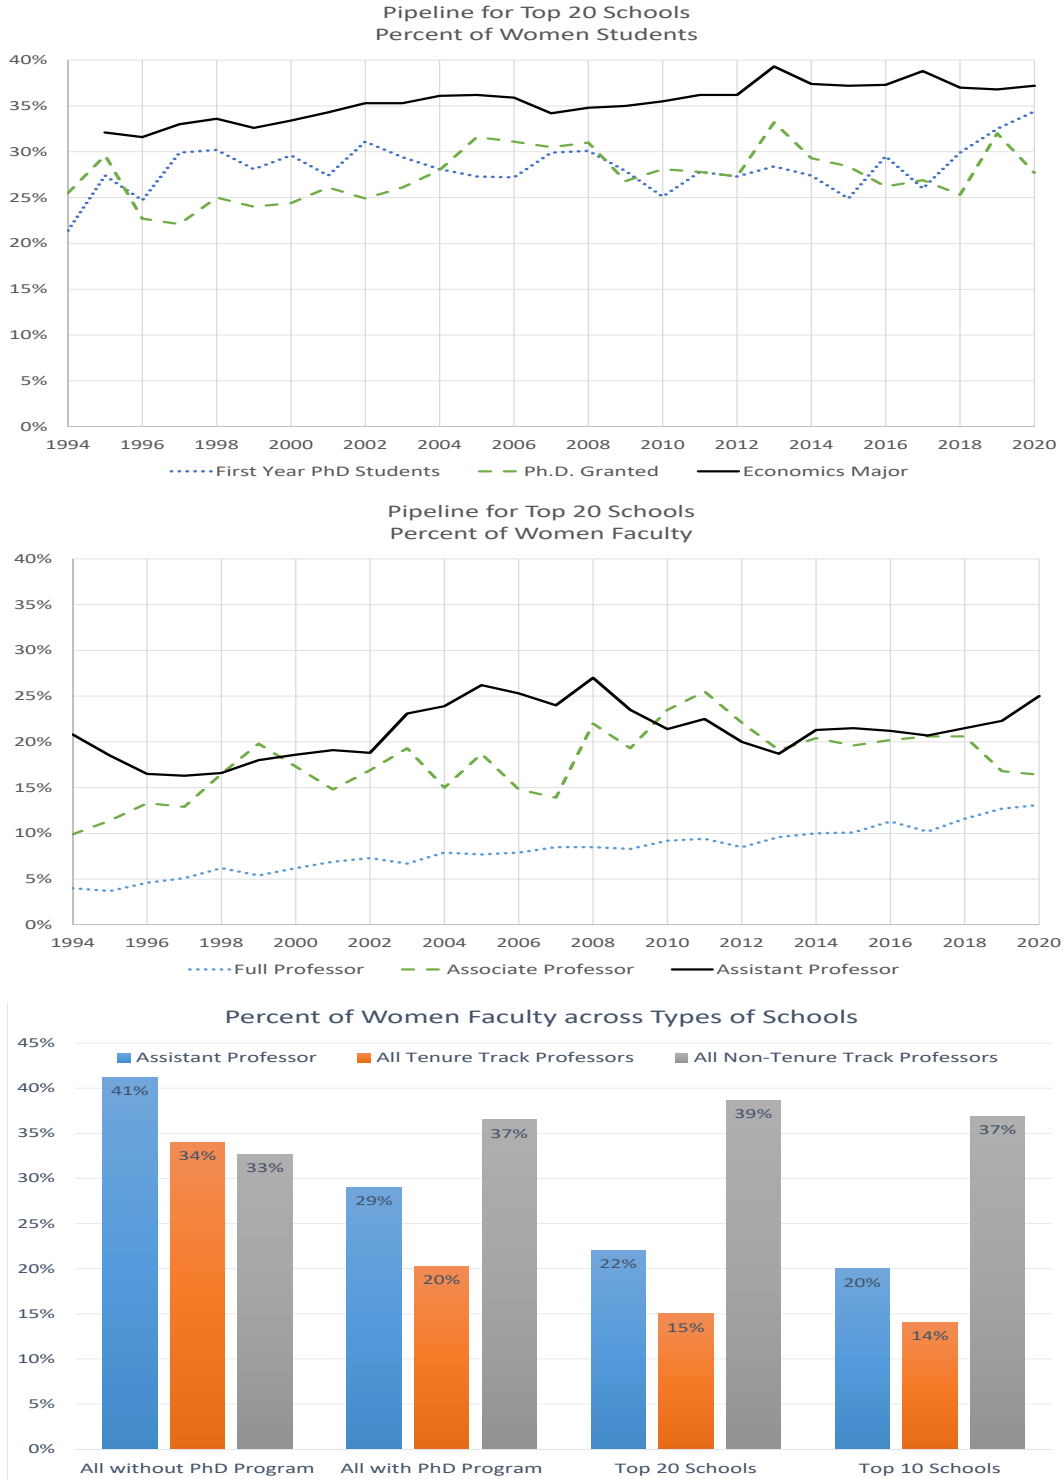 Pipeline for Top 20 Schools
Percent of Women Students
40%
35%
30%
25%
20%
15%
10%
5%
0%
1994 1996 1998 2000 2002 2004 2006 2008 2010 2012 2014 2016 2018 2020
First Year PhD Students Ph.D. Granted Economics Major
Pipeline for Top 20 Schools
Percent of Women Faculty
40%
35%
30%
25%
20%
15%
10%
5%
0%
1994 1996 1998 2000 2002 2004 2006 2008 2010 2012 2014 2016 2018 2020
Full Professor Associate Professor Assistant Professor
Percent of Women Faculty across Types of Schools
45%
Assistant Professor All Tenure Track Professors All Non-Tenure Track Professors
40%
35%
30%
25%
20%
15%
10%
5%
0%
41% 34% 33% 29% 20% 37% 22% 15% 39% 20% 14% 37%
All without PhD Program All with PhD Program Top 20 Schools Top 10 Schools